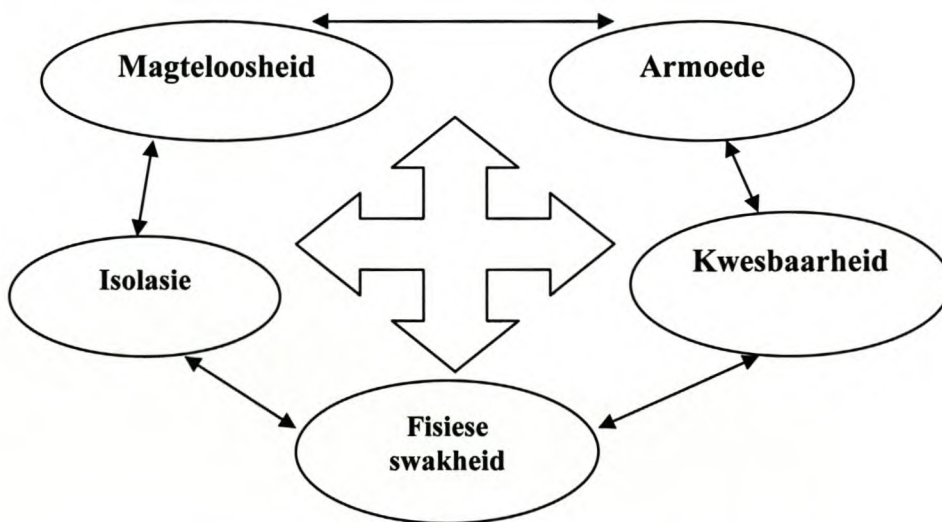 Magteloosheid
Armoede
Isolasie
Kwesbaarheid
Fisiese
swakheid